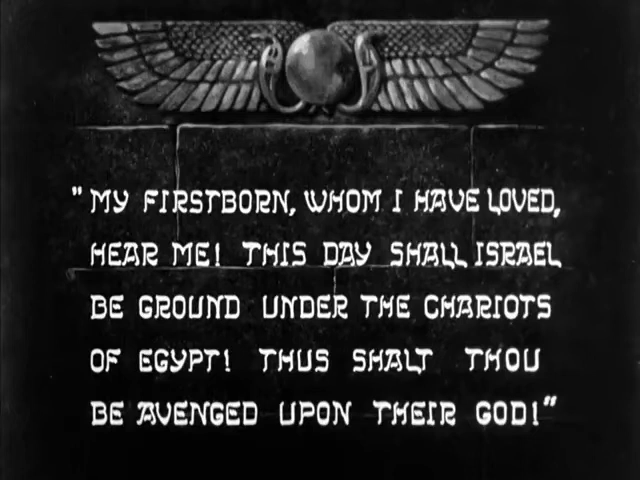 "MY FIRSTBORN, WHOM I HAVE LOVED,
HEAR ME! THIS DAY SHALL ISRAEL
BE GROUND UNDER THE CHARIOTS
OF EGYPT! THUS SHALT THOU
BE AVENGED UPON THEIR GOD!"